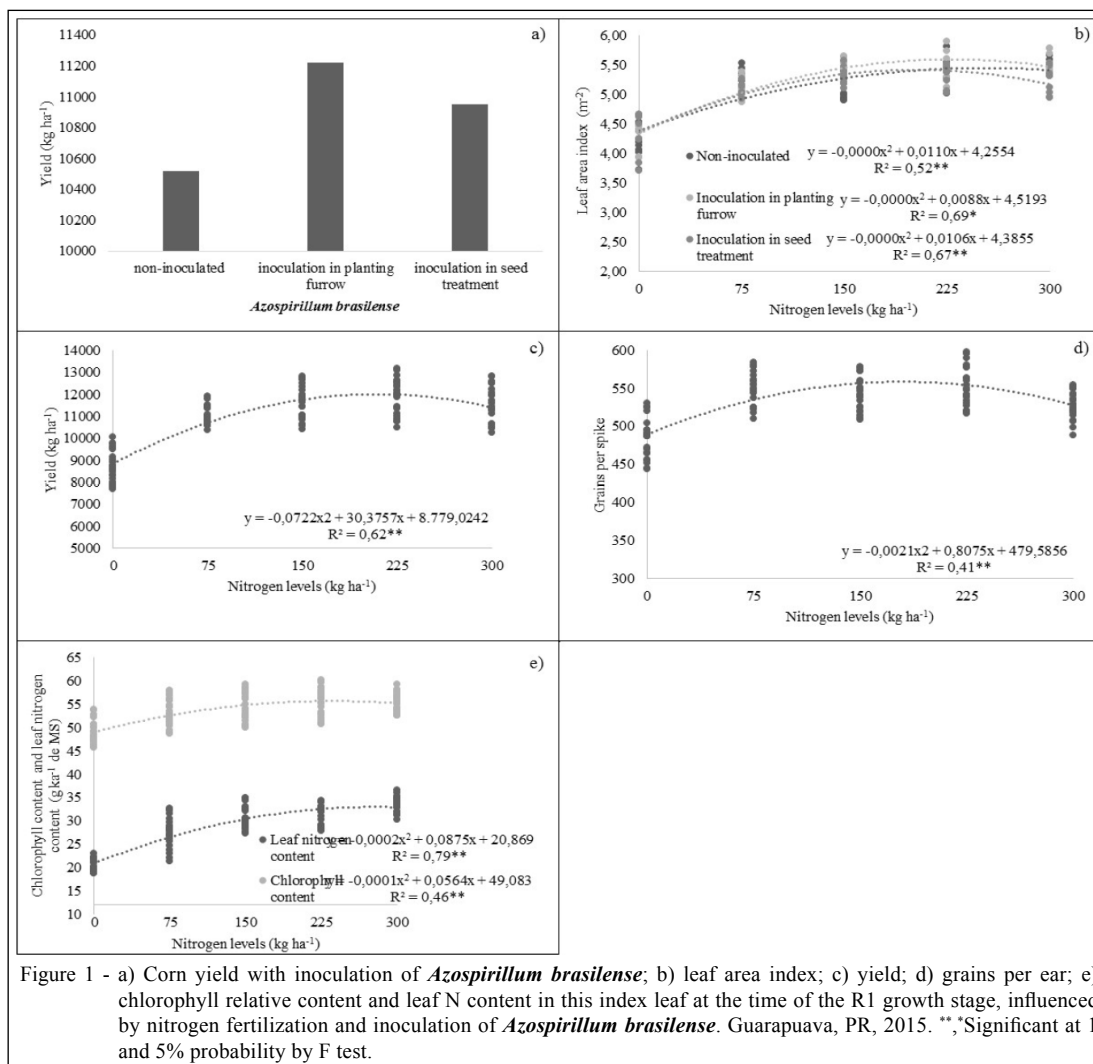 a)
11400
11200
11000
10800
10600
10400
10200
10000
Yield (kg ha⁻¹)
non-inoculated
inoculation in planting furrow
inoculation in seed treatment
Azospirillum brasilense
b)
6,00
5,50
5,00
4,50
4,00
3,50
3,00
2,50
2,00
Leaf area index (m⁻²)
Non-inoculated y = -0,0000x² + 0,0110x + 4,2554
R² = 0,52**
Inoculation in planting furrow y = -0,0000x² + 0,0088x + 4,5193
R² = 0,69*
Inoculation in seed treatment y = -0,0000x² + 0,0106x + 4,3855
R² = 0,67**
0 75 150 225 300
Nitrogen levels (kg ha⁻¹)
c)
14000
13000
12000
11000
10000
9000
8000
7000
6000
5000
Yield (kg ha⁻¹)
y = -0,0722x2 + 30,3757x + 8.779,0242
R² = 0,62**
0 75 150 225 300
Nitrogen levels (kg ha⁻¹)
d)
600
550
500
450
400
350
300
Grains per spike
y = -0,0021x2 + 0,8075x + 479,5856
R² = 0,41**
0 75 150 225 300
Nitrogen levels (kg ha⁻¹)
e)
65
60
55
50
45
40
35
30
25
20
15
10
Chlorophyll content and leaf nitrogen
content (g ka⁻¹ de MS)
Leaf nitrogen content y = -0,0002x² + 0,0875x + 20,869
R² = 0,79**
Chlorophyll content y = -0,0001x² + 0,0564x + 49,083
R² = 0,46**
0 75 150 225 300
Nitrogen levels (kg ha⁻¹)
Figure 1 - a) Corn yield with inoculation of Azospirillum brasilense; b) leaf area index; c) yield; d) grains per ear; e)
chlorophyll relative content and leaf N content in this index leaf at the time of the R1 growth stage, influenced
by nitrogen fertilization and inoculation of Azospirillum brasilense. Guarapuava, PR, 2015. **,*Significant at 1
and 5% probability by F test.